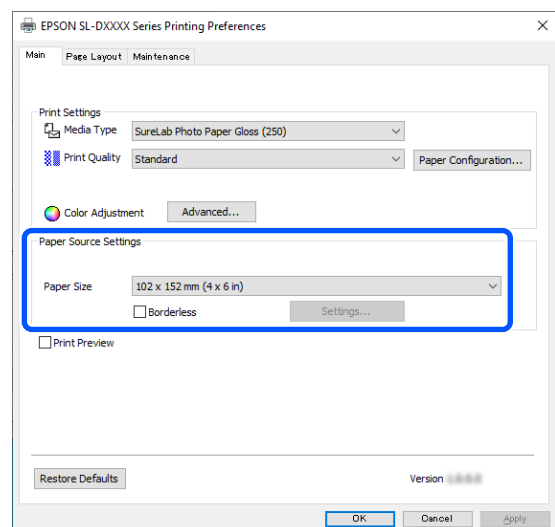 EPSON SL-DXXXX Series Printing Preferences
Main Page Layout Maintenance
Print Settings
Media Type SureLab Photo Paper Gloss (250)
Print Quality Standard Paper Configuration...
Color Adjustment Advanced...
Paper Source Settings
Paper Size 102 x 152 mm (4 x 6 in)
Borderless Settings...
Print Preview
Restore Defaults Version
OK Cancel Apply